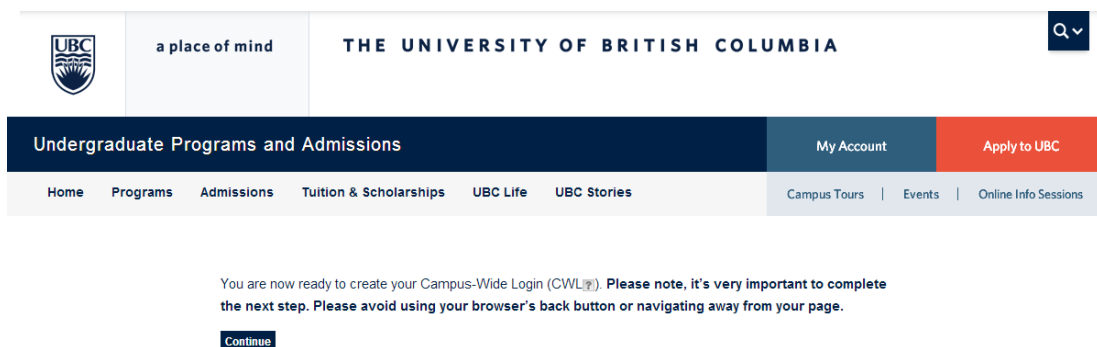 UBC
a place of mind
THE UNIVERSITY OF BRITISH COLUMBIA
Undergraduate Programs and Admissions
My Account
Apply to UBC
Home Programs Admissions Tuition & Scholarships UBC Life UBC Stories
Campus Tours | Events | Online Info Sessions
You are now ready to create your Campus-Wide Login (CWL?). Please note, it's very important to complete
the next step. Please avoid using your browser's back button or navigating away from your page.
Continue